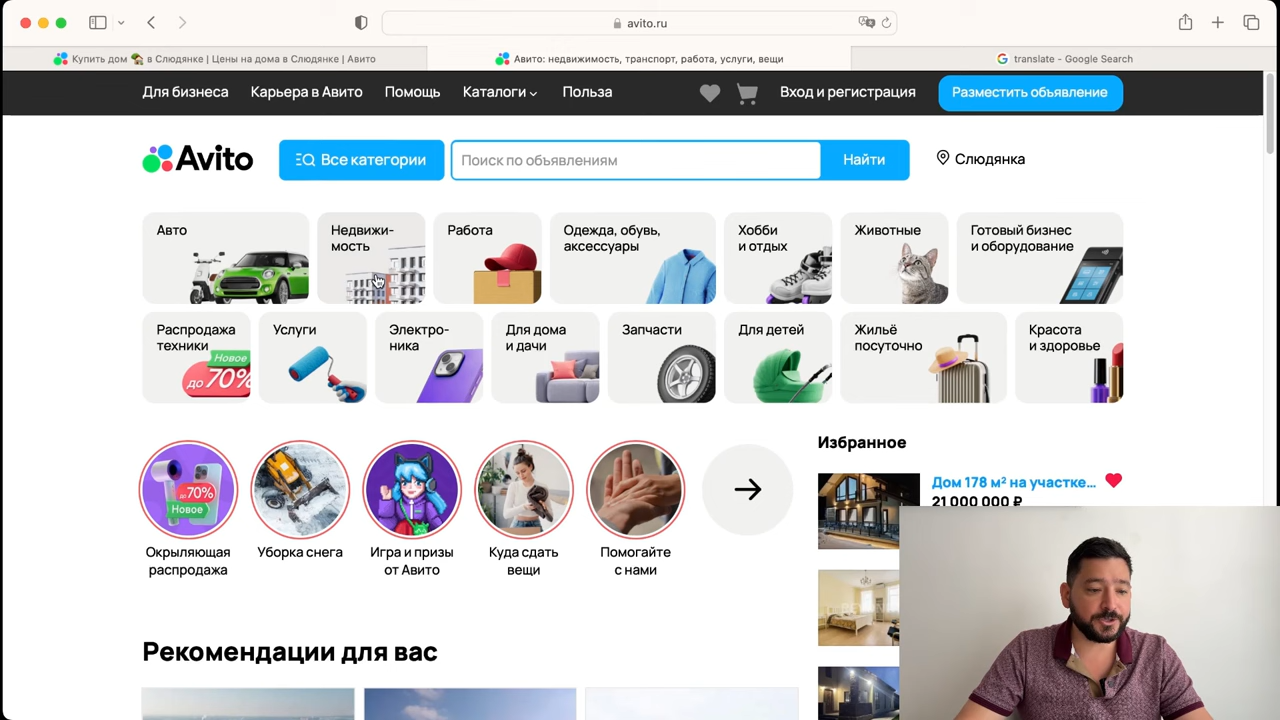 avito.ru
Купить дом 🏡 в Слюдянке | Цены на дома в Слюдянке | Авито
Авито: недвижимость, транспорт, работа, услуги, вещи
translate - Google Search
Для бизнеса
Карьера в Авито
Помощь
Каталоги
Польза
Вход и регистрация
Разместить объявление
Avito
Все категории
Поиск по объявлениям
Найти
Слюдянка
Авто
Недвижи-
мость
Работа
Одежда, обувь,
аксессуары
Хобби
и отдых
Животные
Готовый бизнес
и оборудование
Распродажа
техники
Новое
до 70%
Услуги
Электро-
ника
Для дома
и дачи
Запчасти
Для детей
Жильё
посуточно
Красота
и здоровье
до 70%
Новое
Окрыляющая
распродажа
Уборка снега
Игра и призы
от Авито
Куда сдать
вещи
Помогайте
с нами
Избранное
Дом 178 м² на участке...
21 000 000 ₽
Рекомендации для вас